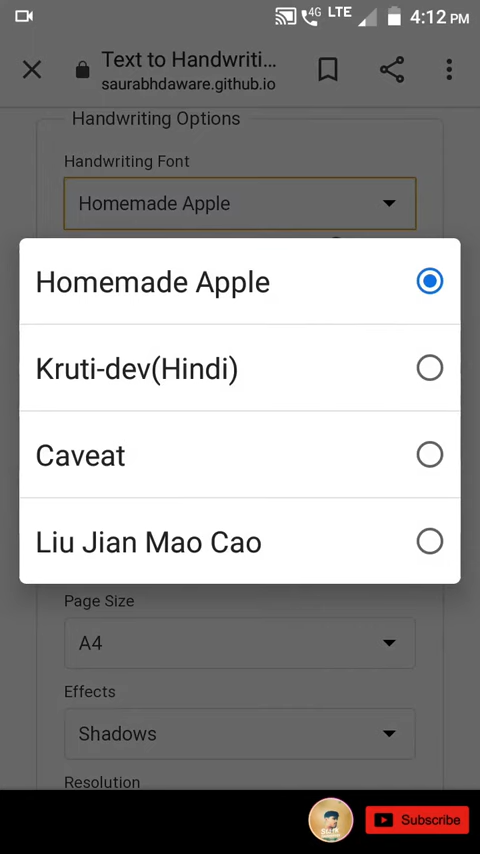 4G LTE 4:12 PM
Text to Handwriti...
saurabhdaware.github.io
Handwriting Options
Handwriting Font
Homemade Apple
Homemade Apple
Kruti-dev(Hindi)
Caveat
Liu Jian Mao Cao
Page Size
A4
Effects
Shadows
Resolution
Subscribe